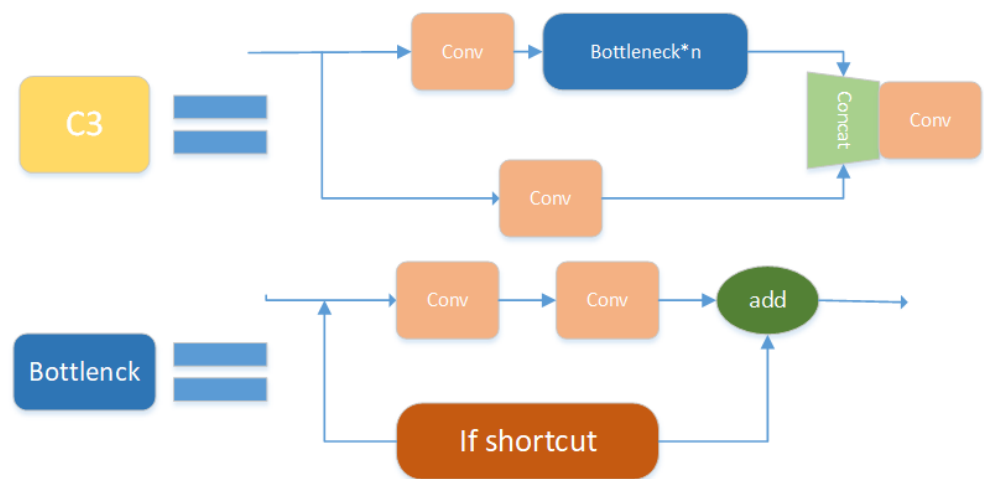 C3
Conv
Bottleneck*n
Concat
Conv
Conv
Bottlenck
Conv
Conv
add
If shortcut